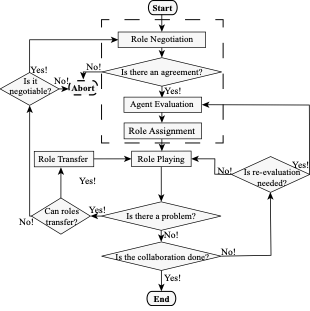 Start
Role Negotiation
Yes!
Is it
negotiable?
No!
Abort
No!
Is there an agreement?
Yes!
Agent Evaluation
Role Assignment
Role Transfer
Role Playing
No!
Is re-evaluation
needed?
Yes!
Yes!
Can roles
transfer?
No!
Yes!
Is there a problem?
No!
Is the collaboration done?
No!
Yes!
End